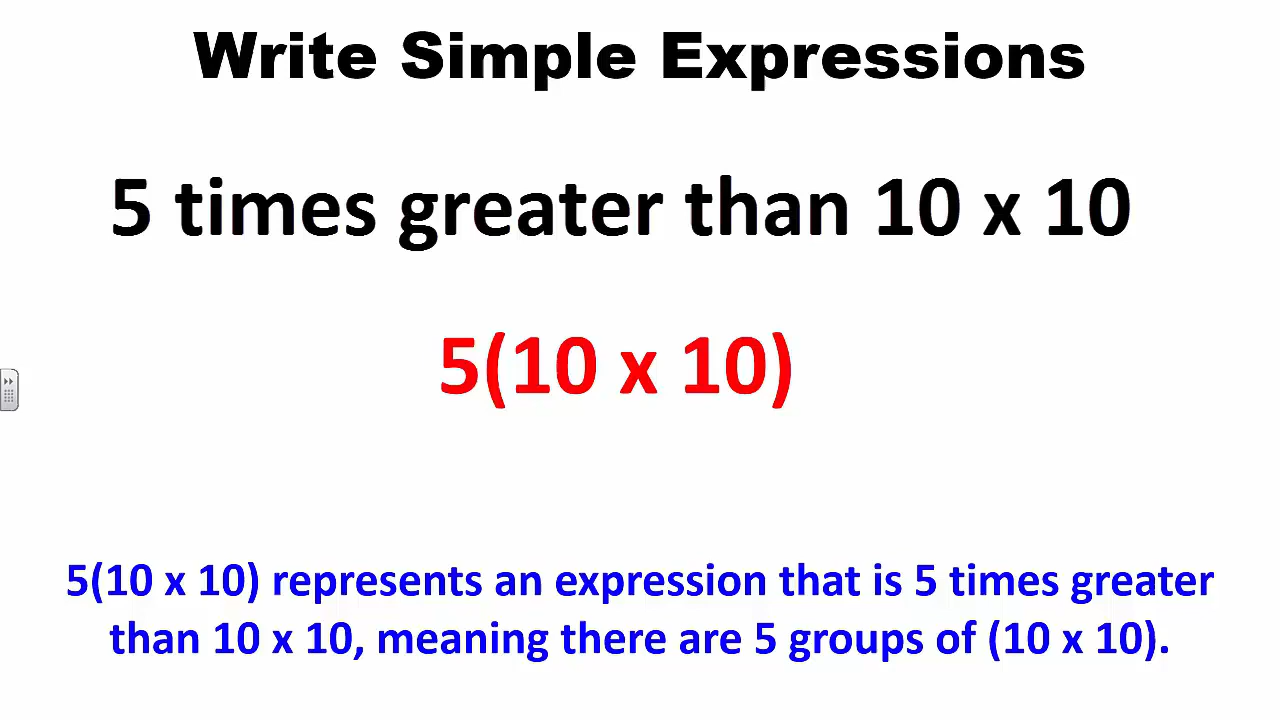 Write Simple Expressions
5 times greater than 10 x 10
5(10 x 10)
5(10 x 10) represents an expression that is 5 times greater
than 10 x 10, meaning there are 5 groups of (10 x 10).